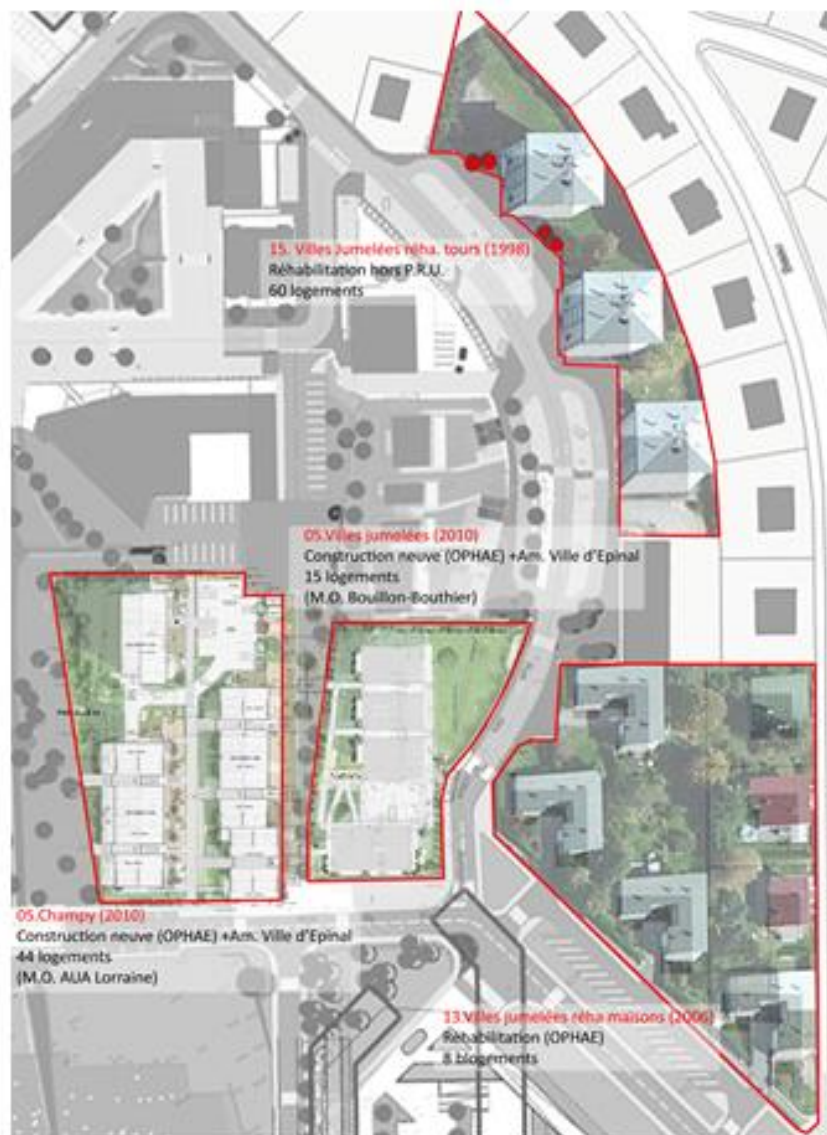 15. Villes Jumelées réha. tours (1998)
Réhabilitation hors P.R.U.
60 logements
05.Villes jumelées (2010)
Construction neuve (OPHAE) +Am. Ville d'Epinal
15 logements
(M.O. Bouillon-Bouthier)
05.Champy (2010)
Construction neuve (OPHAE) +Am. Ville d'Epinal
44 logements
(M.O. AUA Lorraine)
13.Villes jumelées réha maisons (2006)
Réhabilitation (OPHAE)
8 blogements